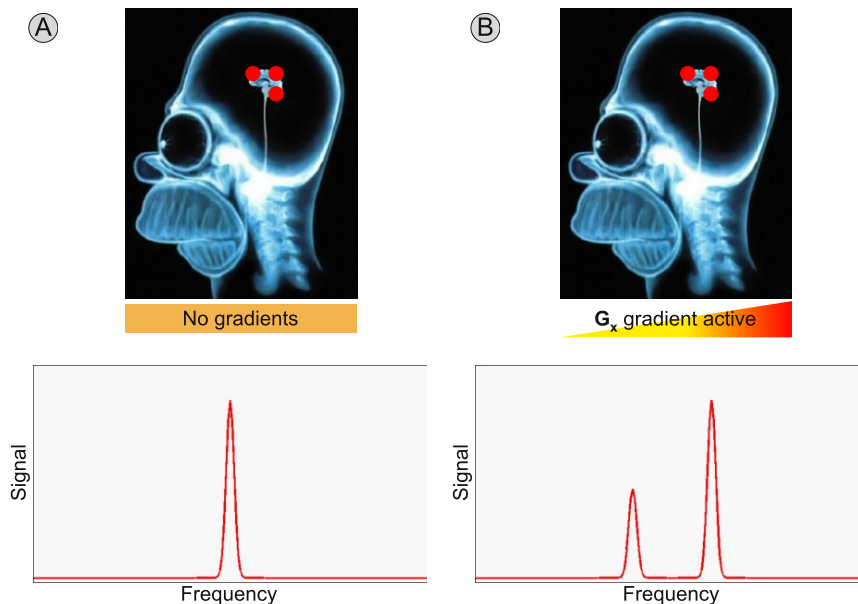 A
B
No gradients
Gx gradient active
Signal
Frequency
Signal
Frequency